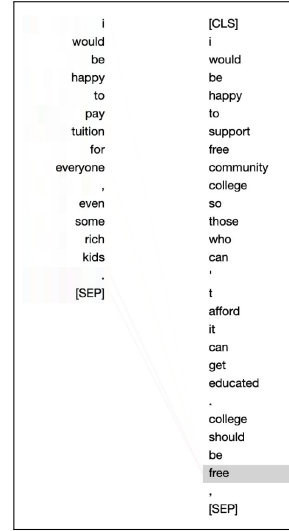 i
would
be
happy
to
pay
tuition
for
everyone
,
even
some
rich
kids
.
[SEP]
[CLS]
i
would
be
happy
to
support
free
community
college
so
those
who
can
'
t
afford
it
can
get
educated
.
college
should
be
free
,
[SEP]